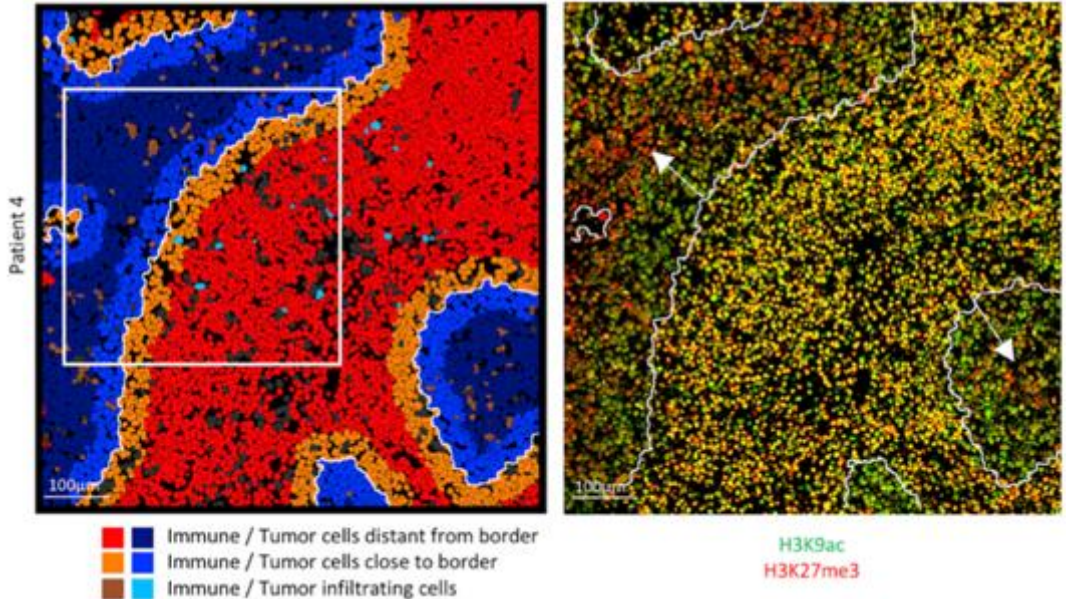 Patient 4
100μm
100μm
Immune / Tumor cells distant from border
Immune / Tumor cells close to border
Immune / Tumor infiltrating cells
H3K9ac
H3K27me3